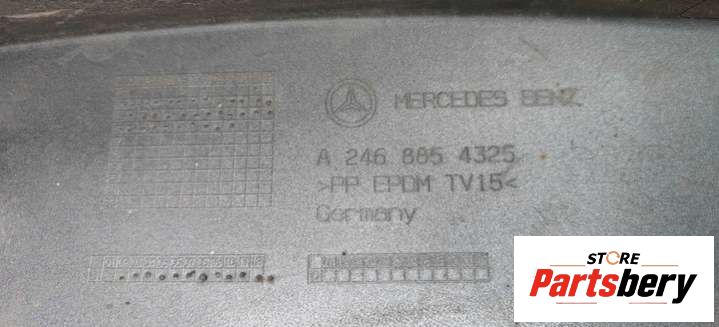 MERCEDES BENZ
A 246 885 4325
>PP EPDM TV15<
Germany
STORE
Partsbery